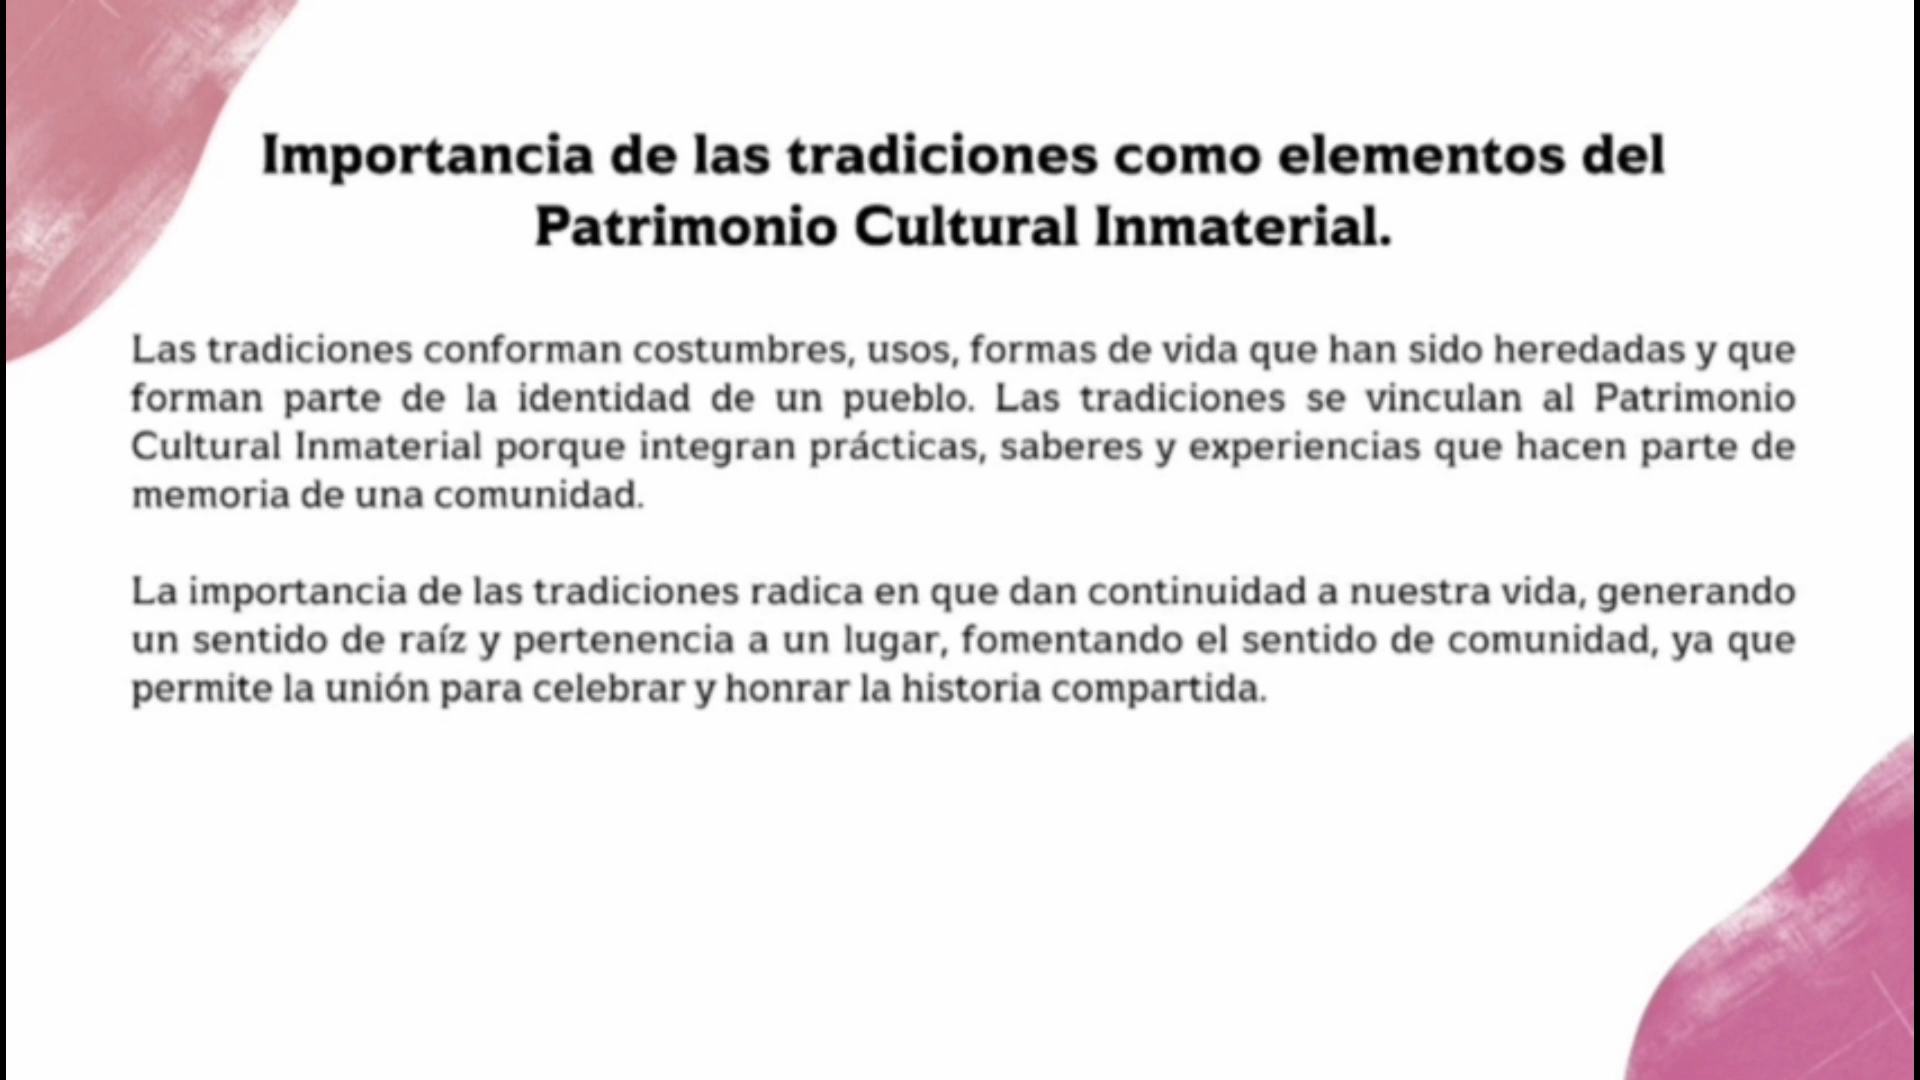 Importancia de las tradiciones como elementos del
Patrimonio Cultural Inmaterial.
Las tradiciones conforman costumbres, usos, formas de vida que han sido heredadas y que
forman parte de la identidad de un pueblo. Las tradiciones se vinculan al Patrimonio
Cultural Inmaterial porque integran prácticas, saberes y experiencias que hacen parte de
memoria de una comunidad.
La importancia de las tradiciones radica en que dan continuidad a nuestra vida, generando
un sentido de raíz y pertenencia a un lugar, fomentando el sentido de comunidad, ya que
permite la unión para celebrar y honrar la historia compartida.